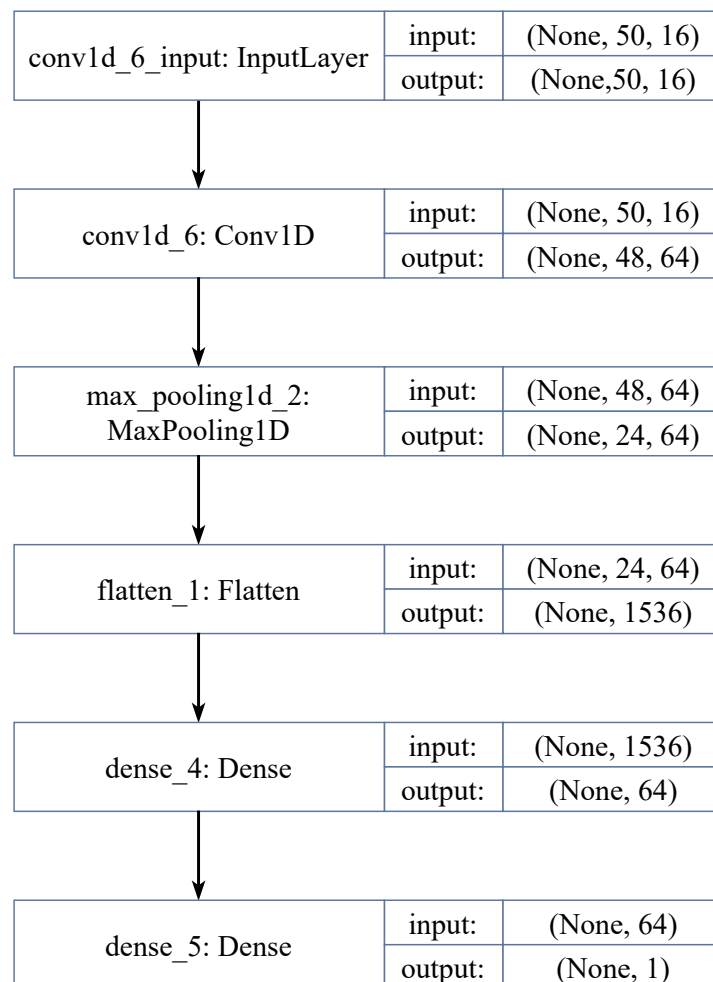 conv1d_6_input: InputLayer
input:
(None, 50, 16)
output:
(None,50, 16)
conv1d_6: Conv1D
input:
(None, 50, 16)
output:
(None, 48, 64)
max_pooling1d_2:
MaxPooling1D
input:
(None, 48, 64)
output:
(None, 24, 64)
flatten_1: Flatten
input:
(None, 24, 64)
output:
(None, 1536)
dense_4: Dense
input:
(None, 1536)
output:
(None, 64)
dense_5: Dense
input:
(None, 64)
output:
(None, 1)